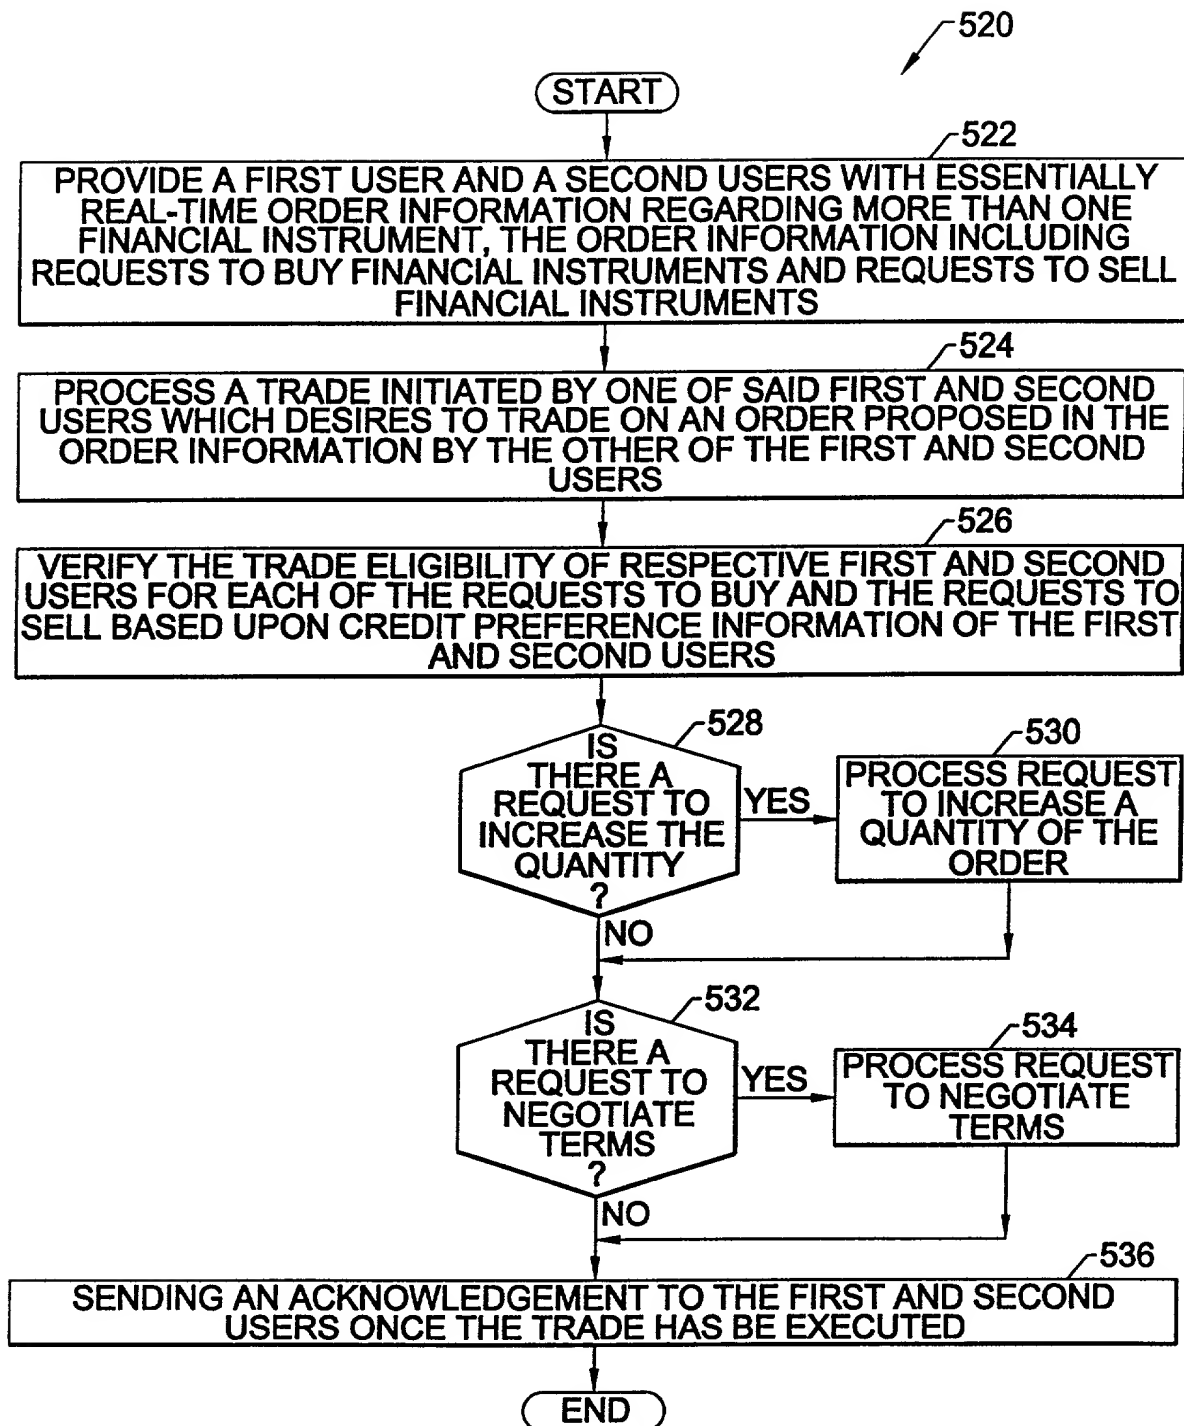 520
START
522
PROVIDE A FIRST USER AND A SECOND USERS WITH ESSENTIALLY
REAL-TIME ORDER INFORMATION REGARDING MORE THAN ONE
FINANCIAL INSTRUMENT, THE ORDER INFORMATION INCLUDING
REQUESTS TO BUY FINANCIAL INSTRUMENTS AND REQUESTS TO SELL
FINANCIAL INSTRUMENTS
524
PROCESS A TRADE INITIATED BY ONE OF SAID FIRST AND SECOND
USERS WHICH DESIRES TO TRADE ON AN ORDER PROPOSED IN THE
ORDER INFORMATION BY THE OTHER OF THE FIRST AND SECOND
USERS
526
VERIFY THE TRADE ELIGIBILITY OF RESPECTIVE FIRST AND SECOND
USERS FOR EACH OF THE REQUESTS TO BUY AND THE REQUESTS TO
SELL BASED UPON CREDIT PREFERENCE INFORMATION OF THE FIRST
AND SECOND USERS
528
IS
THERE A
REQUEST TO
INCREASE THE
QUANTITY
?
YES
530
PROCESS REQUEST
TO INCREASE A
QUANTITY OF THE
ORDER
NO
532
IS
THERE A
REQUEST TO
NEGOTIATE
TERMS
?
YES
534
PROCESS REQUEST
TO NEGOTIATE
TERMS
NO
536
SENDING AN ACKNOWLEDGEMENT TO THE FIRST AND SECOND
USERS ONCE THE TRADE HAS BE EXECUTED
END